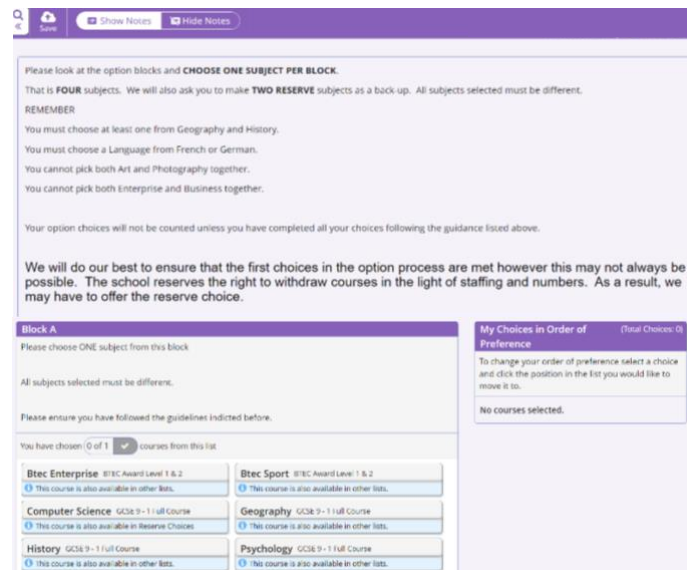 Save
Show Notes
Hide Notes
Please look at the option blocks and CHOOSE ONE SUBJECT PER BLOCK.
That is FOUR subjects. We will also ask you to make TWO RESERVE subjects as a back-up. All subjects selected must be different.
REMEMBER
You must choose at least one from Geography and History.
You must choose a Language from French or German.
You cannot pick both Art and Photography together.
You cannot pick both Enterprise and Business together.
Your option choices will not be counted unless you have completed all your choices following the guidance listed above.
We will do our best to ensure that the first choices in the option process are met however this may not always be
possible. The school reserves the right to withdraw courses in the light of staffing and numbers. As a result, we
may have to offer the reserve choice.
Block A
Please choose ONE subject from this block
All subjects selected must be different.
Please ensure you have followed the guidelines indicted before.
You have chosen 0 of 1 courses from this list
Btec Enterprise BTEC Award Level 1 & 2
This course is also available in other lists.
Btec Sport BTEC Award Level 1 & 2
This course is also available in other lists.
Computer Science GCSE 9 - 1 Full Course
This course is also available in Reserve Choices
Geography GCSE 9 - 1 Full Course
This course is also available in other lists.
History GCSE 9 - 1 Full Course
This course is also available in other lists.
Psychology GCSE 9 - 1 Full Course
This course is also available in other lists.
My Choices in Order of (Total Choices: 0)
Preference
To change your order of preference select a choice
and click the position in the list you would like to
move it to.
No courses selected.